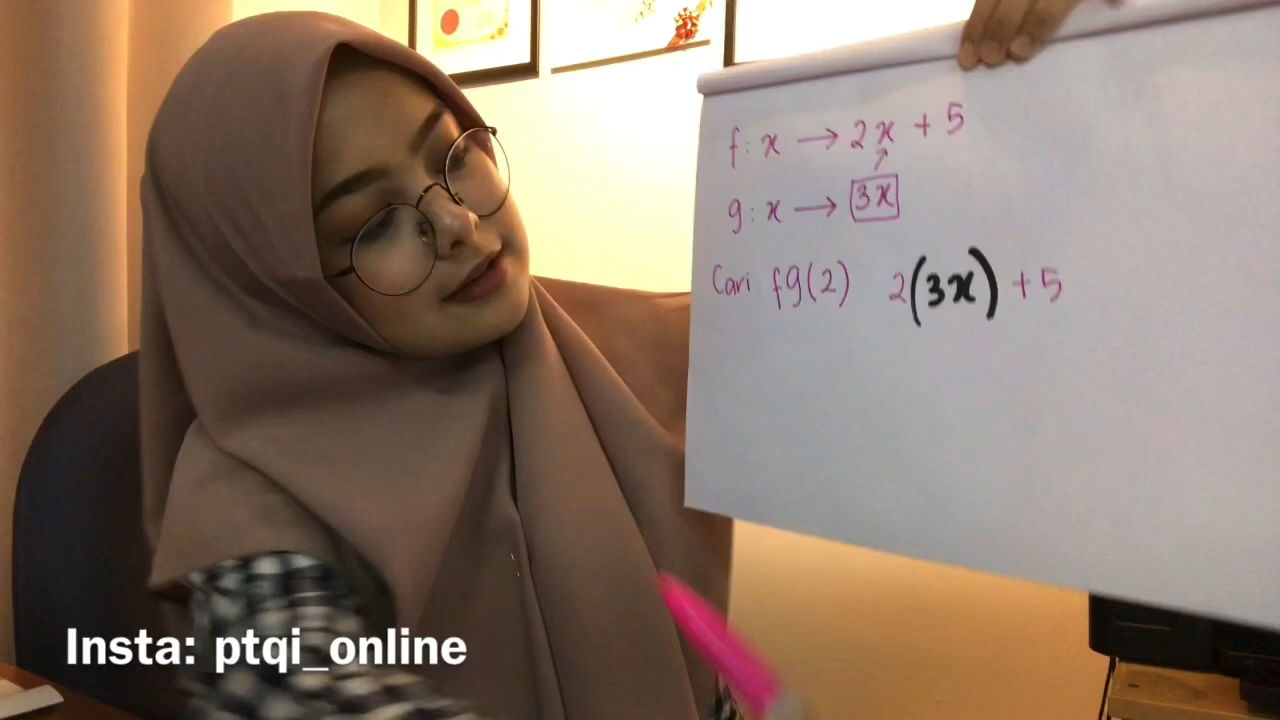 f: x → 2x + 5
g: x → 3x
Cari fg(2) 2(3x) + 5
Insta: ptqi_online